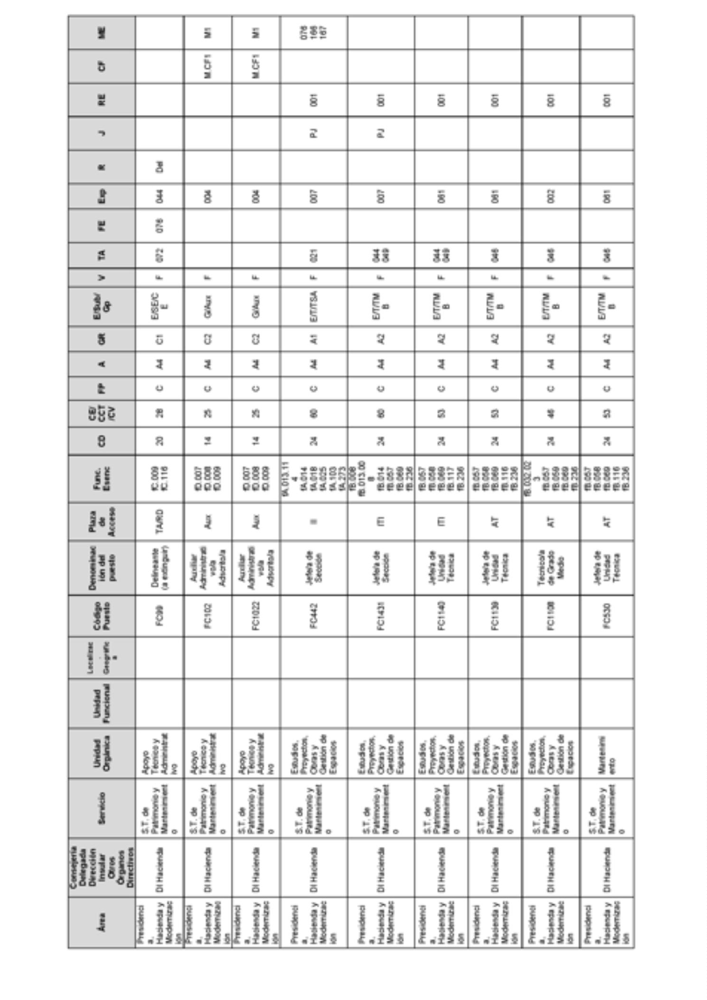 Área
Consejería
Delegada
Dirección
Insular
Otros
Órganos
Directivos
Servicio
Unidad
Orgánica
Unidad
Funcional
Localizac
.
Geográfic
a
Código
Puesto
Denominac
ión del
puesto
Plaza
de
Acceso
Func.
Esenc
CD
CE/
CCT
/CV
FP
A
GR
E/Sub/
Gp
V
TA
FE
Exp
R
J
RE
CF
ME
Presidenci
a,
Hacienda y
Modernizac
ión
DI Hacienda
S.T. de
Patrimonio y
Mantenimient
o
Apoyo
Técnico y
Administrat
ivo
FC99
Delineante
(a extinguir)
TA/RD
fC.009
fC.116
20
28
C
A4
C1
E/SE/C
E
F
072
076
044
Del
Presidenci
a,
Hacienda y
Modernizac
ión
DI Hacienda
S.T. de
Patrimonio y
Mantenimient
o
Apoyo
Técnico y
Administrat
ivo
FC102
Auxiliar
Administrati
vo/a
Adscrito/a
Aux
fD.007
fD.008
fD.009
14
25
C
A4
C2
G/Aux
F
004
M.CF1
M1
Presidenci
a,
Hacienda y
Modernizac
ión
DI Hacienda
S.T. de
Patrimonio y
Mantenimient
o
Apoyo
Técnico y
Administrat
ivo
FC1022
Auxiliar
Administrati
vo/a
Adscrito/a
Aux
fD.007
fD.008
fD.009
14
25
C
A4
C2
G/Aux
F
004
M.CF1
M1
Presidenci
a,
Hacienda y
Modernizac
ión
DI Hacienda
S.T. de
Patrimonio y
Mantenimient
o
Estudios,
Proyectos,
Obras y
Gestión de
Espacios
FC442
Jefe/a de
Sección
II
fA.013.11
4
fA.014
fA.018
fA.025
fA.103
fA.273
24
60
C
A4
A1
E/T/TSA
F
021
007
PJ
001
076
166
167
Presidenci
a,
Hacienda y
Modernizac
ión
DI Hacienda
S.T. de
Patrimonio y
Mantenimient
o
Estudios,
Proyectos,
Obras y
Gestión de
Espacios
FC1431
Jefe/a de
Sección
ITI
fB.008
fB.013.00
8
fB.014
fB.057
fB.069
fB.236
24
60
C
A4
A2
E/T/TM
B
F
044
049
007
PJ
001
Presidenci
a,
Hacienda y
Modernizac
ión
DI Hacienda
S.T. de
Patrimonio y
Mantenimient
o
Estudios,
Proyectos,
Obras y
Gestión de
Espacios
FC1140
Jefe/a de
Unidad
Técnica
ITI
fB.057
fB.058
fB.069
fB.117
fB.236
24
53
C
A4
A2
E/T/TM
B
F
044
049
061
001
Presidenci
a,
Hacienda y
Modernizac
ión
DI Hacienda
S.T. de
Patrimonio y
Mantenimient
o
Estudios,
Proyectos,
Obras y
Gestión de
Espacios
FC1139
Jefe/a de
Unidad
Técnica
AT
fB.057
fB.058
fB.069
fB.116
fB.236
24
53
C
A4
A2
E/T/TM
B
F
046
061
001
Presidenci
a,
Hacienda y
Modernizac
ión
DI Hacienda
S.T. de
Patrimonio y
Mantenimient
o
Estudios,
Proyectos,
Obras y
Gestión de
Espacios
FC1108
Técnico/a
de Grado
Medio
AT
fB.032.02
3
fB.057
fB.059
fB.069
fB.236
24
46
C
A4
A2
E/T/TM
B
F
046
002
001
Presidenci
a,
Hacienda y
Modernizac
ión
DI Hacienda
S.T. de
Patrimonio y
Mantenimient
o
Mantenimi
ento
FC530
Jefe/a de
Unidad
Técnica
AT
fB.057
fB.058
fB.069
fB.116
fB.236
24
53
C
A4
A2
E/T/TM
B
F
046
061
001